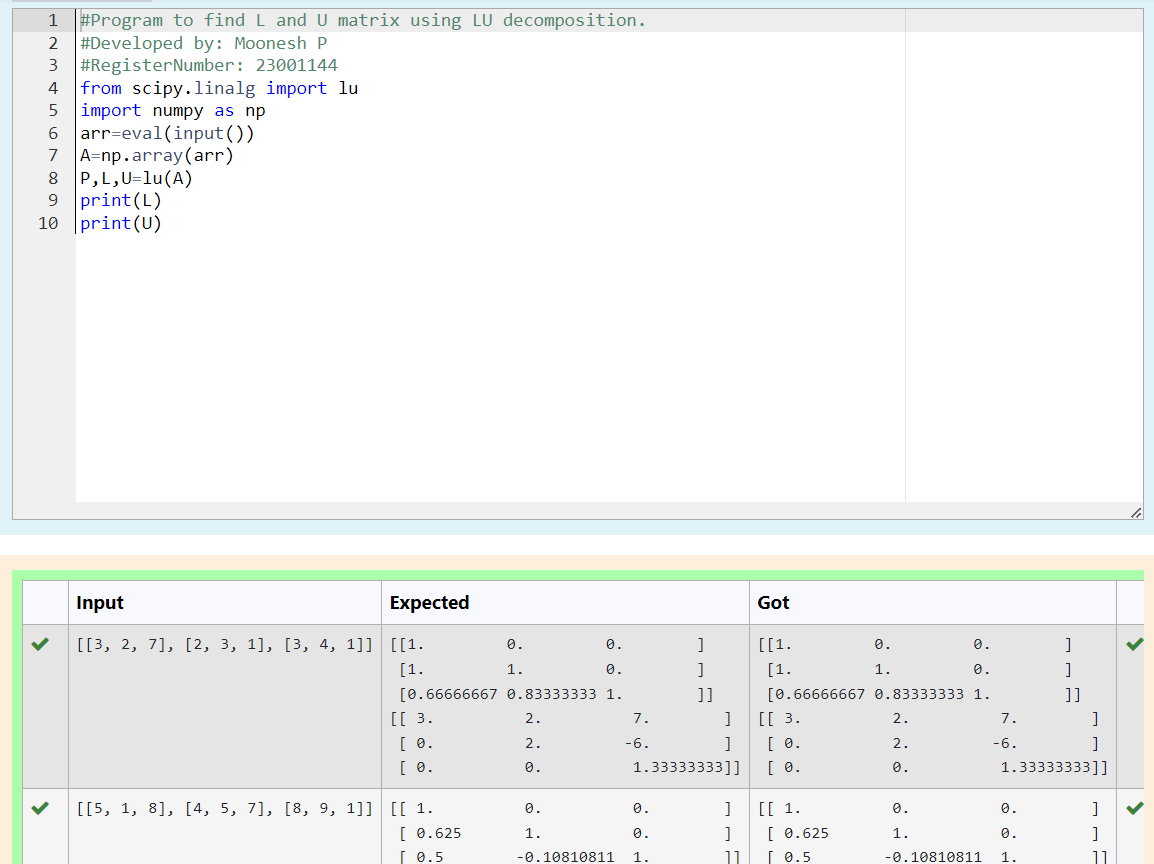 1 #Program to find L and U matrix using LU decomposition.
2 #Developed by: Moonesh P
3 #RegisterNumber: 23001144
4 from scipy.linalg import lu
5 import numpy as np
6 arr=eval(input())
7 A=np.array(arr)
8 P,L,U=lu(A)
9 print(L)
10 print(U)
Input Expected Got
[[3, 2, 7], [2, 3, 1], [3, 4, 1]] [[1. 0. 0. ] [[1. 0. 0. ]
[1. 1. 0. ] [1. 1. 0. ]
[0.66666667 0.83333333 1. ]] [0.66666667 0.83333333 1. ]]
[[ 3. 2. 7. ] [[ 3. 2. 7. ]
[ 0. 2. -6. ] [ 0. 2. -6. ]
[ 0. 0. 1.33333333]] [ 0. 0. 1.33333333]]
[[5, 1, 8], [4, 5, 7], [8, 9, 1]] [[ 1. 0. 0. ] [[ 1. 0. 0. ]
[ 0.625 1. 0. ] [ 0.625 1. 0. ]
[ 0.5 -0.10810811 1. ]] [ 0.5 -0.10810811 1. ]]